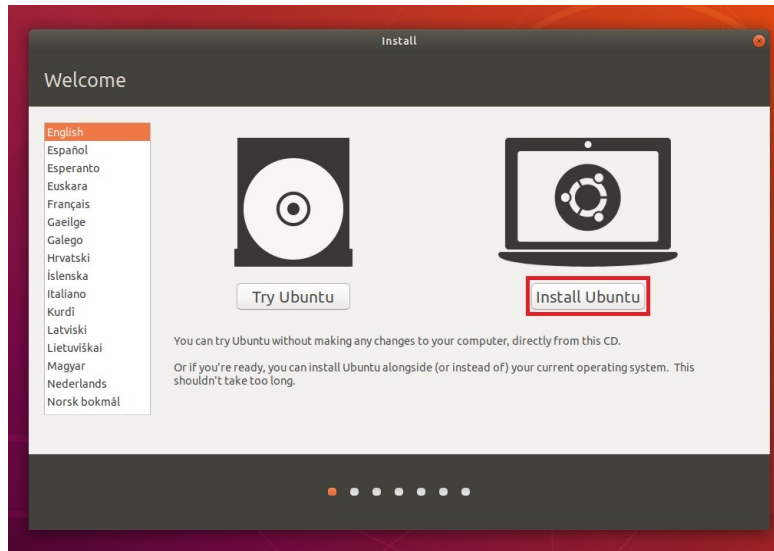 Install
Welcome
English
Español
Esperanto
Euskara
Français
Gaeilge
Galego
Hrvatski
Íslenska
Italiano
Kurdî
Latviski
Lietuviškai
Magyar
Nederlands
Norsk bokmål
Try Ubuntu
Install Ubuntu
You can try Ubuntu without making any changes to your computer, directly from this CD.
Or if you're ready, you can install Ubuntu alongside (or instead of) your current operating system. This
shouldn't take too long.